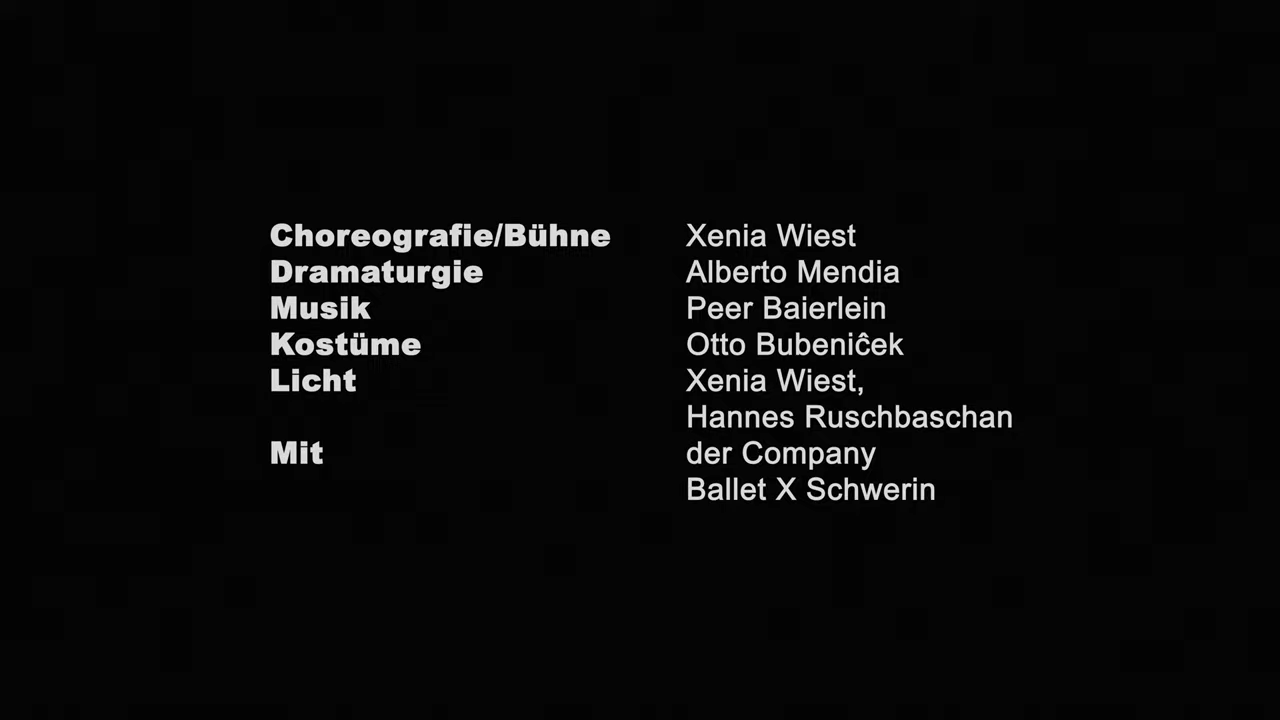 Choreografie/Bühne Xenia Wiest
Dramaturgie Alberto Mendia
Musik Peer Baierlein
Kostüme Otto Bubeniĉek
Licht Xenia Wiest,
Hannes Ruschbaschan
Mit der Company
Ballet X Schwerin